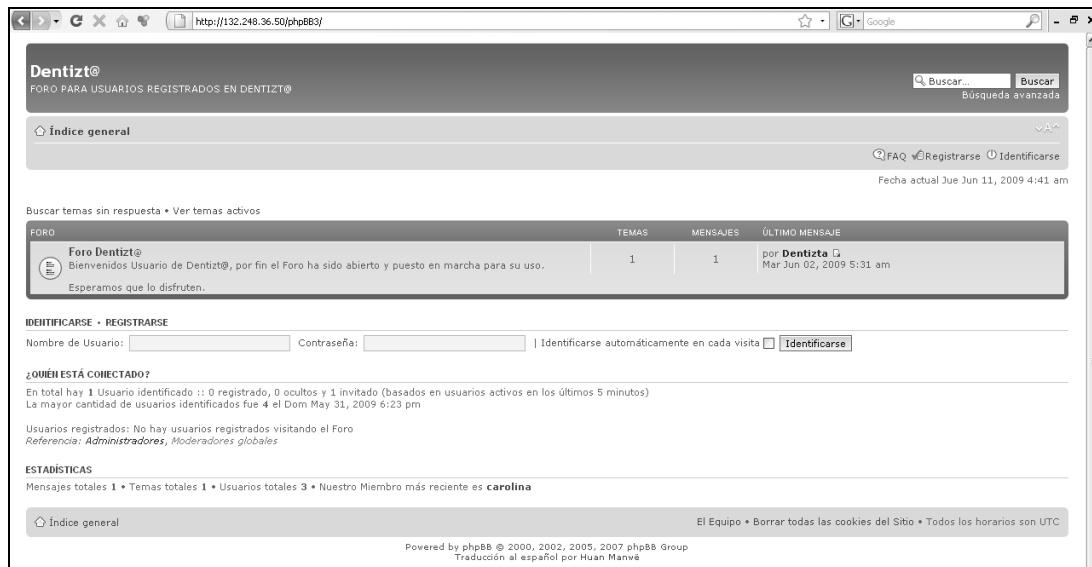 http://132.248.36.50/phpBB3/
Google
Dentizt@
FORO PARA USUARIOS REGISTRADOS EN DENTIZT@
Buscar... Buscar
Búsqueda avanzada
Índice general
A
FAQ Registrarse Identificarse
Fecha actual Jue Jun 11, 2009 4:41 am
Buscar temas sin respuesta • Ver temas activos
FORO TEMAS MENSAJES ÚLTIMO MENSAJE
Foro Dentizt@
Bienvenidos Usuario de Dentizt@, por fin el Foro ha sido abierto y puesto en marcha para su uso.
Esperamos que lo disfruten.
1 1
por Dentizta
Mar Jun 02, 2009 5:31 am
IDENTIFICARSE • REGISTRARSE
Nombre de Usuario: Contraseña: | Identificarse automáticamente en cada visita Identificarse
¿QUIÉN ESTÁ CONECTADO?
En total hay 1 Usuario identificado :: 0 registrado, 0 ocultos y 1 invitado (basados en usuarios activos en los últimos 5 minutos)
La mayor cantidad de usuarios identificados fue 4 el Dom May 31, 2009 6:23 pm
Usuarios registrados: No hay usuarios registrados visitando el Foro
Referencia: Administradores, Moderadores globales
ESTADÍSTICAS
Mensajes totales 1 • Temas totales 1 • Usuarios totales 3 • Nuestro Miembro más reciente es carolina
Índice general
El Equipo • Borrar todas las cookies del Sitio • Todos los horarios son UTC
Powered by phpBB © 2000, 2002, 2005, 2007 phpBB Group
Traducción al español por Huan Manwë